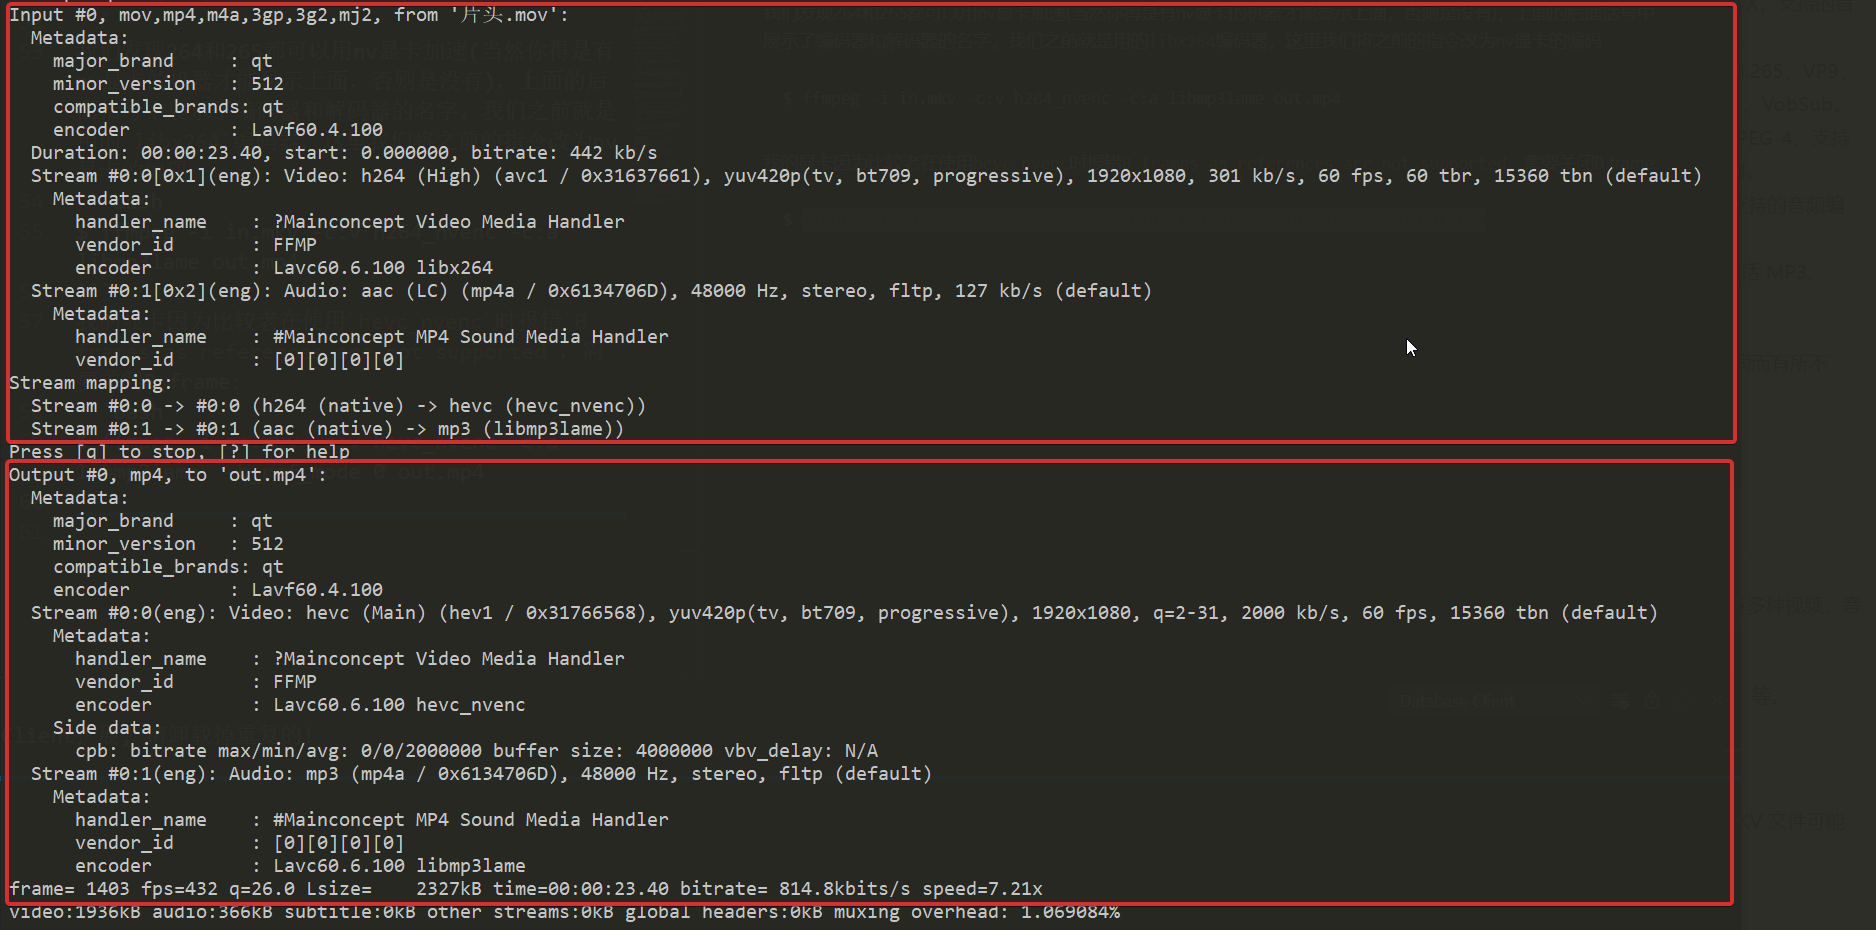 Input #0, mov,mp4,m4a,3gp,3g2,mj2, from '片头.mov':
  Metadata:
    major_brand     : qt
    minor_version   : 512
    compatible_brands: qt
    encoder         : Lavf60.4.100
  Duration: 00:00:23.40, start: 0.000000, bitrate: 442 kb/s
  Stream #0:0[0x1](eng): Video: h264 (High) (avc1 / 0x31637661), yuv420p(tv, bt709, progressive), 1920x1080, 301 kb/s, 60 fps, 60 tbr, 15360 tbn (default)
    Metadata:
      handler_name    : ?Mainconcept Video Media Handler
      vendor_id       : FFMP
      encoder         : Lavc60.6.100 libx264
  Stream #0:1[0x2](eng): Audio: aac (LC) (mp4a / 0x6134706D), 48000 Hz, stereo, fltp, 127 kb/s (default)
    Metadata:
      handler_name    : #Mainconcept MP4 Sound Media Handler
      vendor_id       : [0][0][0][0]
Stream mapping:
  Stream #0:0 -> #0:0 (h264 (native) -> hevc (hevc_nvenc))
  Stream #0:1 -> #0:1 (aac (native) -> mp3 (libmp3lame))
Press [q] to stop, [?] for help
Output #0, mp4, to 'out.mp4':
  Metadata:
    major_brand     : qt
    minor_version   : 512
    compatible_brands: qt
    encoder         : Lavf60.4.100
  Stream #0:0(eng): Video: hevc (Main) (hev1 / 0x31766568), yuv420p(tv, bt709, progressive), 1920x1080, q=2-31, 2000 kb/s, 60 fps, 15360 tbn (default)
    Metadata:
      handler_name    : ?Mainconcept Video Media Handler
      vendor_id       : FFMP
      encoder         : Lavc60.6.100 hevc_nvenc
    Side data:
      cpb: bitrate max/min/avg: 0/0/2000000 buffer size: 4000000 vbv_delay: N/A
  Stream #0:1(eng): Audio: mp3 (mp4a / 0x6134706D), 48000 Hz, stereo, fltp (default)
    Metadata:
      handler_name    : #Mainconcept MP4 Sound Media Handler
      vendor_id       : [0][0][0][0]
      encoder         : Lavc60.6.100 libmp3lame
frame= 1403 fps=432 q=26.0 Lsize=    2327kB time=00:00:23.40 bitrate= 814.8kbits/s speed=7.21x
video:1936kB audio:366kB subtitle:0kB other streams:0kB global headers:0kB muxing overhead: 1.069084%